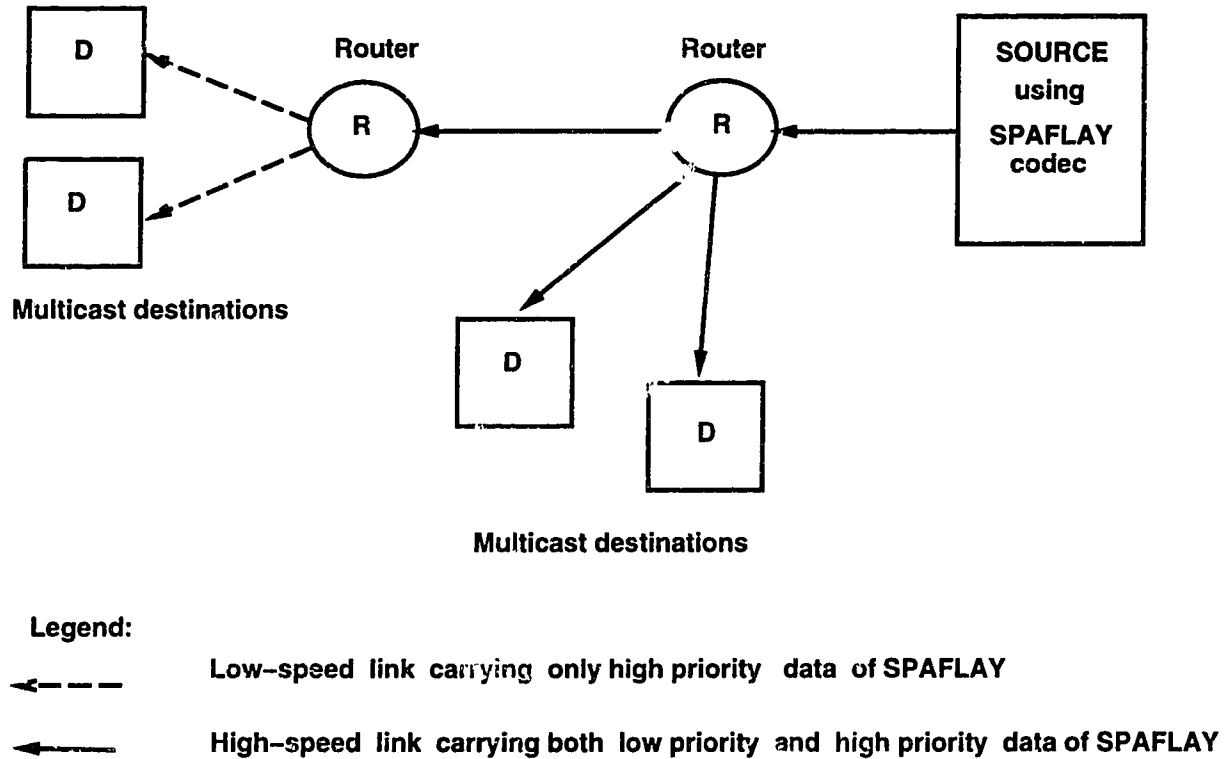 D
Router
Router
SOURCE
using
SPAFLAY
codec
R
R
D
Multicast destinations
D
D
Multicast destinations
Legend:
Low-speed link carrying only high priority data of SPAFLAY
High-speed link carrying both low priority and high priority data of SPAFLAY